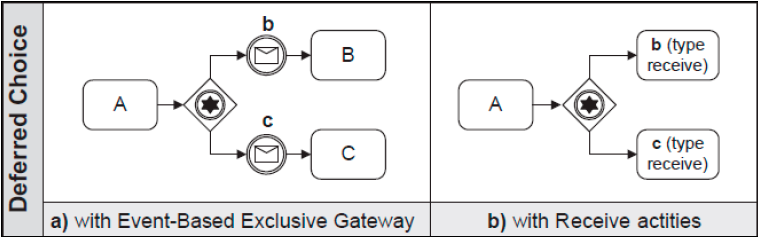 Deferred Choice
A
b
B
c
C
A
b (type
receive)
c (type
receive)
a) with Event-Based Exclusive Gateway
b) with Receive actities